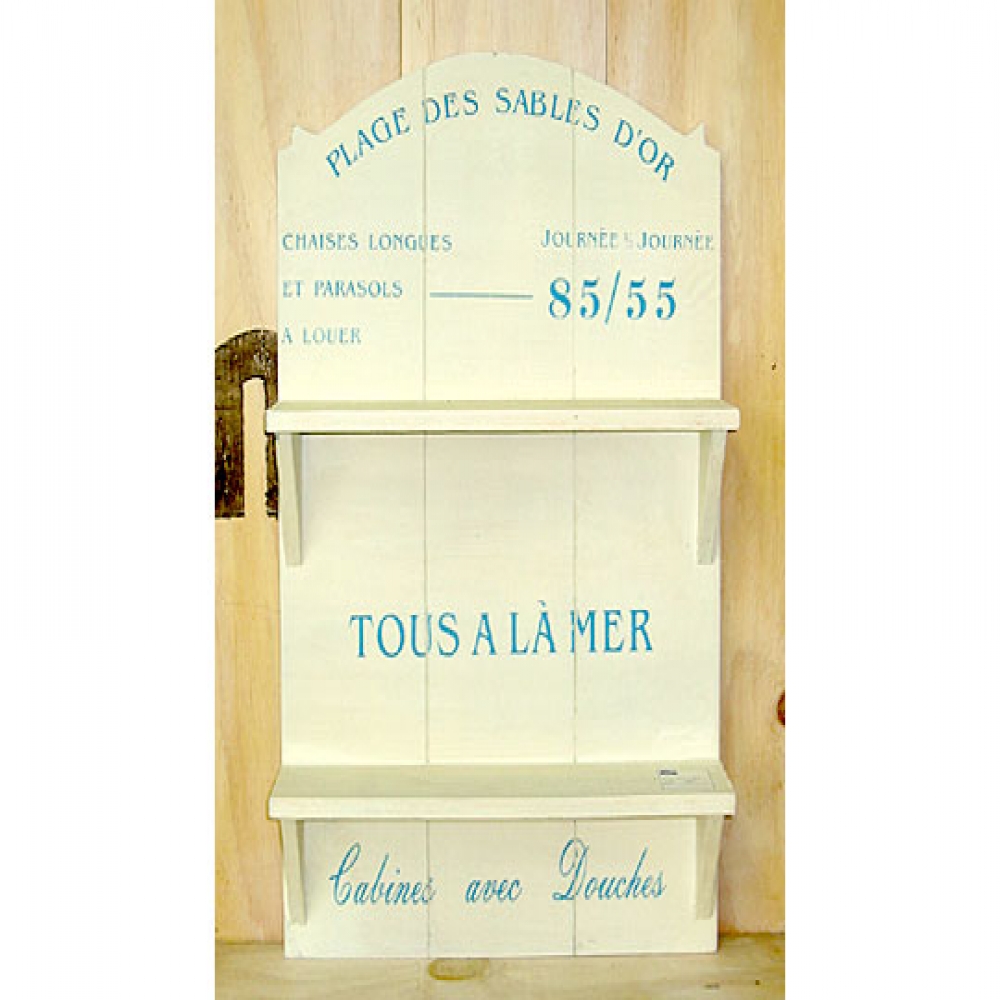 PLAGE DES SABLES D'OR
CHAISES LONGUES
ET PARASOLS
A LOUER
JOURNÉE JOURNÉE
85/55
TOUS A LÀ MER
Cabines avec Douches